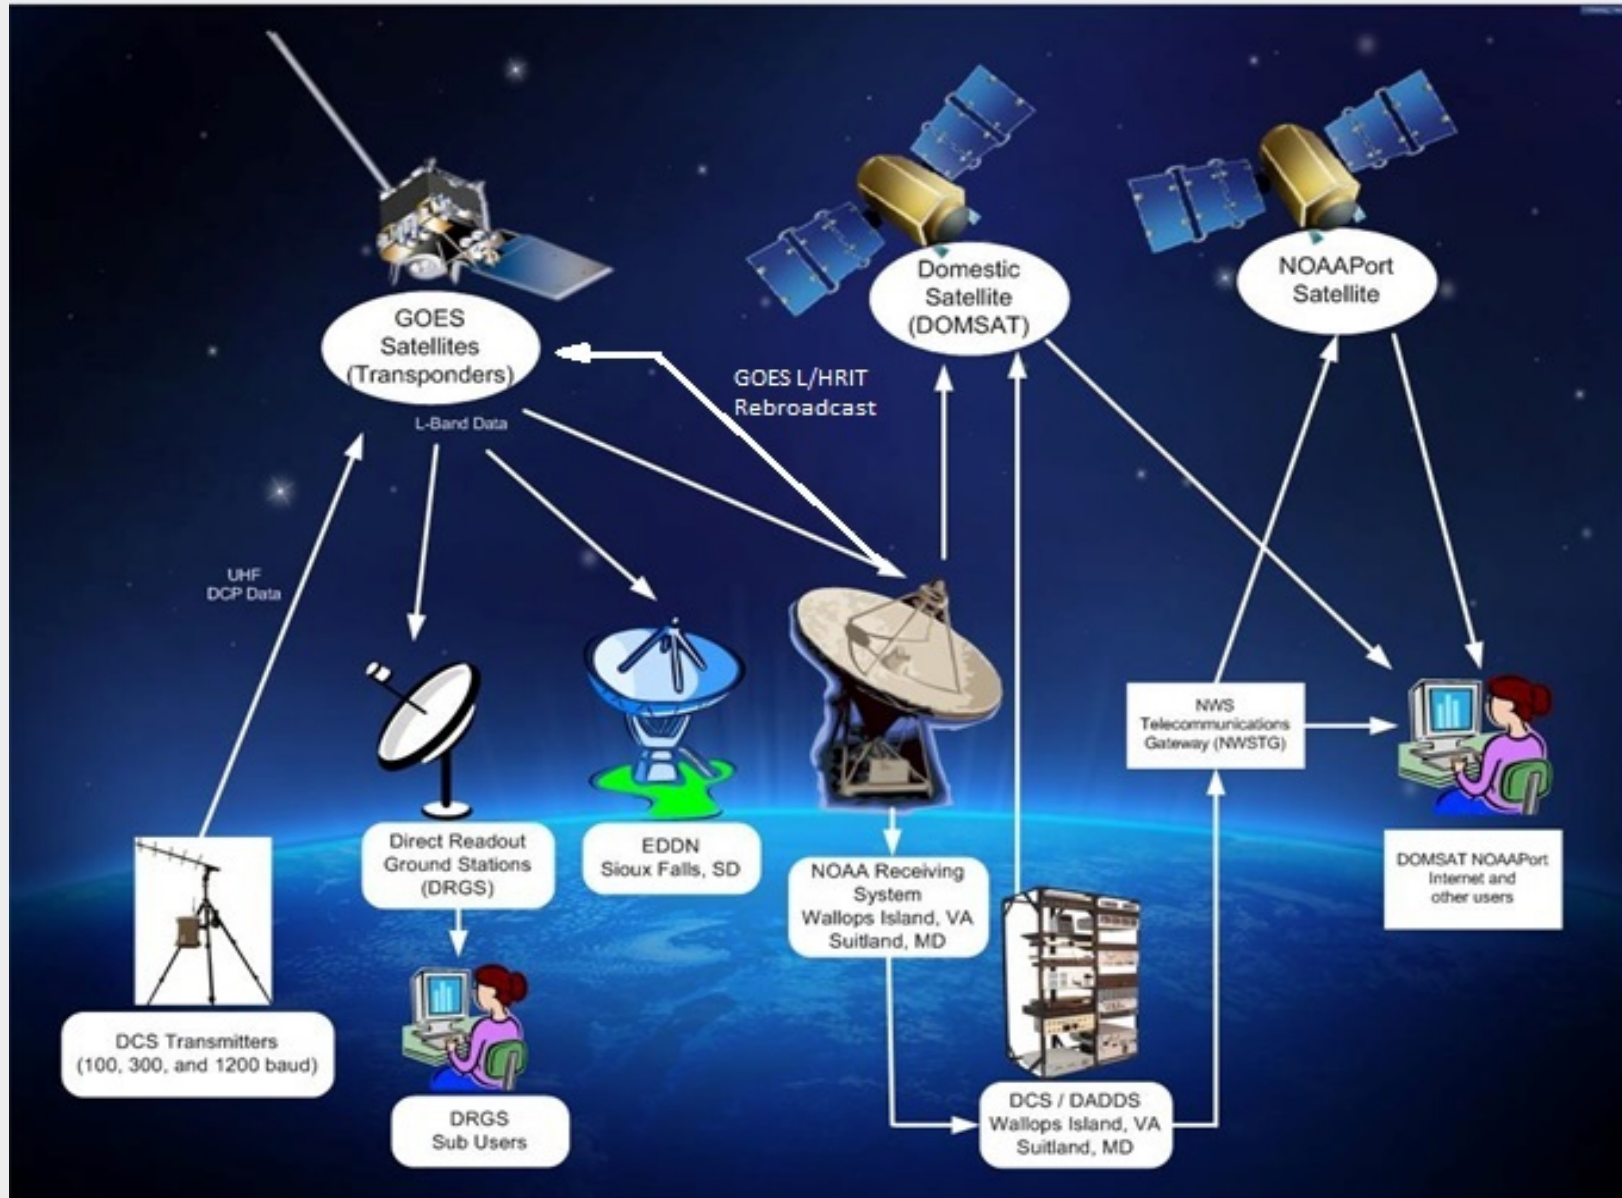 GOES
Satellites
(Transponders)
L-Band Data
Domestic
Satellite
(DOMSAT)
NOAAPort
Satellite
GOES L/HRIT
Rebroadcast
UHF
DCP Data
NWS
Telecommunications
Gateway (NWSTG)
Direct Readout
Ground Stations
(DRGS)
EDDN
Sioux Falls, SD
NOAA Receiving
System
Wallops Island, VA
Suitland, MD
DOMSAT NOAAPort
Internet and
other users
DCS Transmitters
(100, 300, and 1200 baud)
DRGS
Sub Users
DCS / DADDS
Wallops Island, VA
Suitland, MD